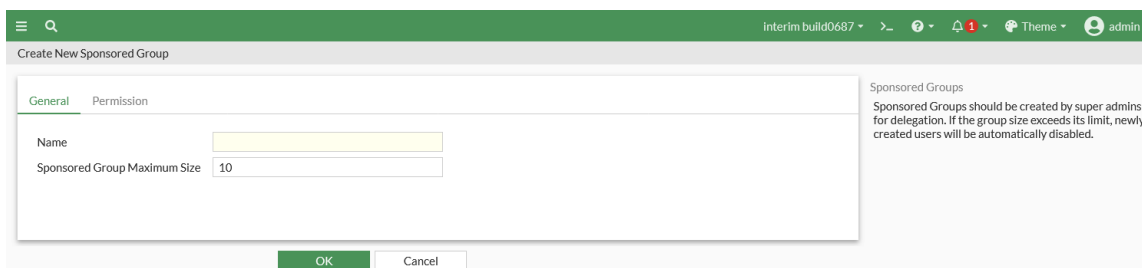 interim build0687 >_ 1 Theme admin
Create New Sponsored Group
General Permission
Name
Sponsored Group Maximum Size 10
OK Cancel
Sponsored Groups
Sponsored Groups should be created by super admins
for delegation. If the group size exceeds its limit, newly
created users will be automatically disabled.